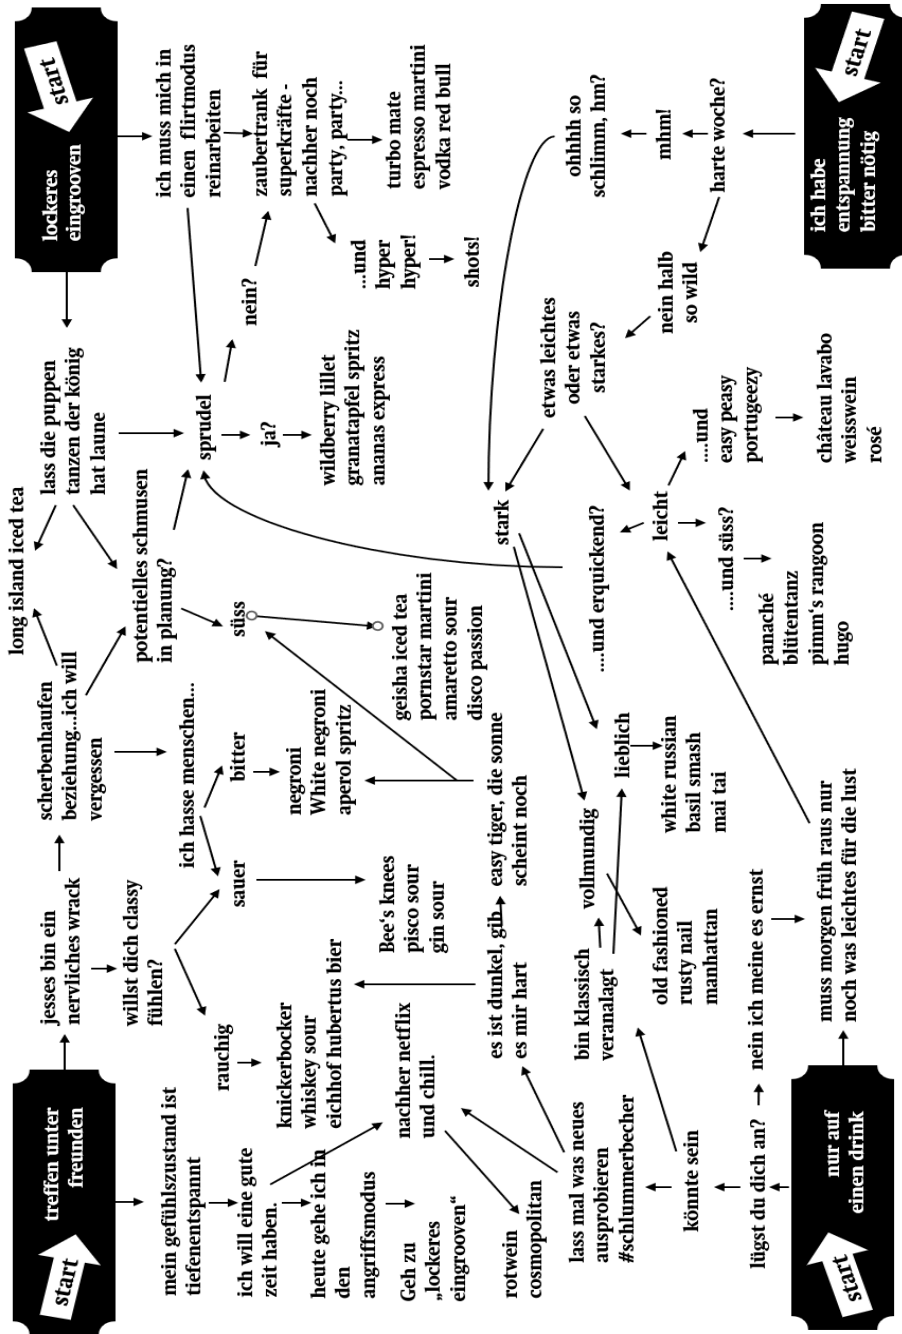 start
treffen unter
freunden
jesses bin ein
nervliches wrack
scherbenhaufen
beziehung...ich will
vergessen
long island iced tea
lass die puppen
tanzen der könig
hat laune
lockeres
eingrooven
start
mein gefühlszustand ist
tiefenentspannt
willst dich classy
fühlen?
ich hasse menschen...
potentielles schmusen
in planung?
ich muss mich in
einen flirtmodus
reinarbeiten
ich will eine gute
zeit haben.
rauchig
sauer
bitter
süss
sprudel
nein?
zaubertrank für
superkräfte -
nachher noch
party, party...
heute gehe ich in
den
angriffsmodus
knickerbocker
whiskey sour
eichhof hubertus bier
negroni
White negroni
aperol spritz
ja?
wildberry lillet
granatapfel spritz
ananas express
...und
hyper
hyper!
shots!
turbo mate
espresso martini
vodka red bull
Geh zu
„lockeres
eingrooven“
nachher netflix
und chill.
Bee's knees
pisco sour
gin sour
geisha iced tea
pornstar martini
amaretto sour
disco passion
rotwein
cosmopolitan
es ist dunkel, gib
es mir hart
easy tiger, die sonne
scheint noch
stark
etwas leichtes
oder etwas
starkes?
ohhhh so
schlimm, hm?
lass mal was neues
ausprobieren
#schlummerbecher
bin klassisch
veranalagt
vollmundig
lieblich
....und erquickend?
leicht
nein halb
so wild
mhm!
harte woche?
könnte sein
old fashioned
rusty nail
manhattan
white russian
basil smash
mai tai
....und süss?
....und
easy peasy
portugeezy
lügst du dich an?
nein ich meine es ernst
panaché
blütentanz
pimm's rangoon
hugo
château lavabo
weisswein
rosé
start
nur auf
einen drink
muss morgen früh raus nur
noch was leichtes für die lust
ich habe
entspannung
bitter nötig
start